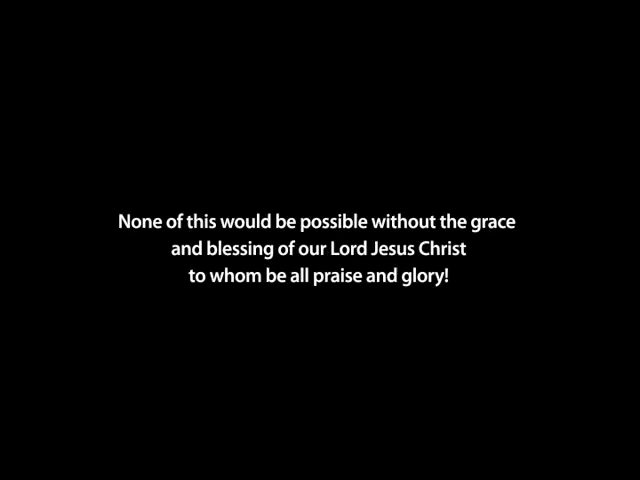 None of this would be possible without the grace
and blessing of our Lord Jesus Christ
to whom be all praise and glory!